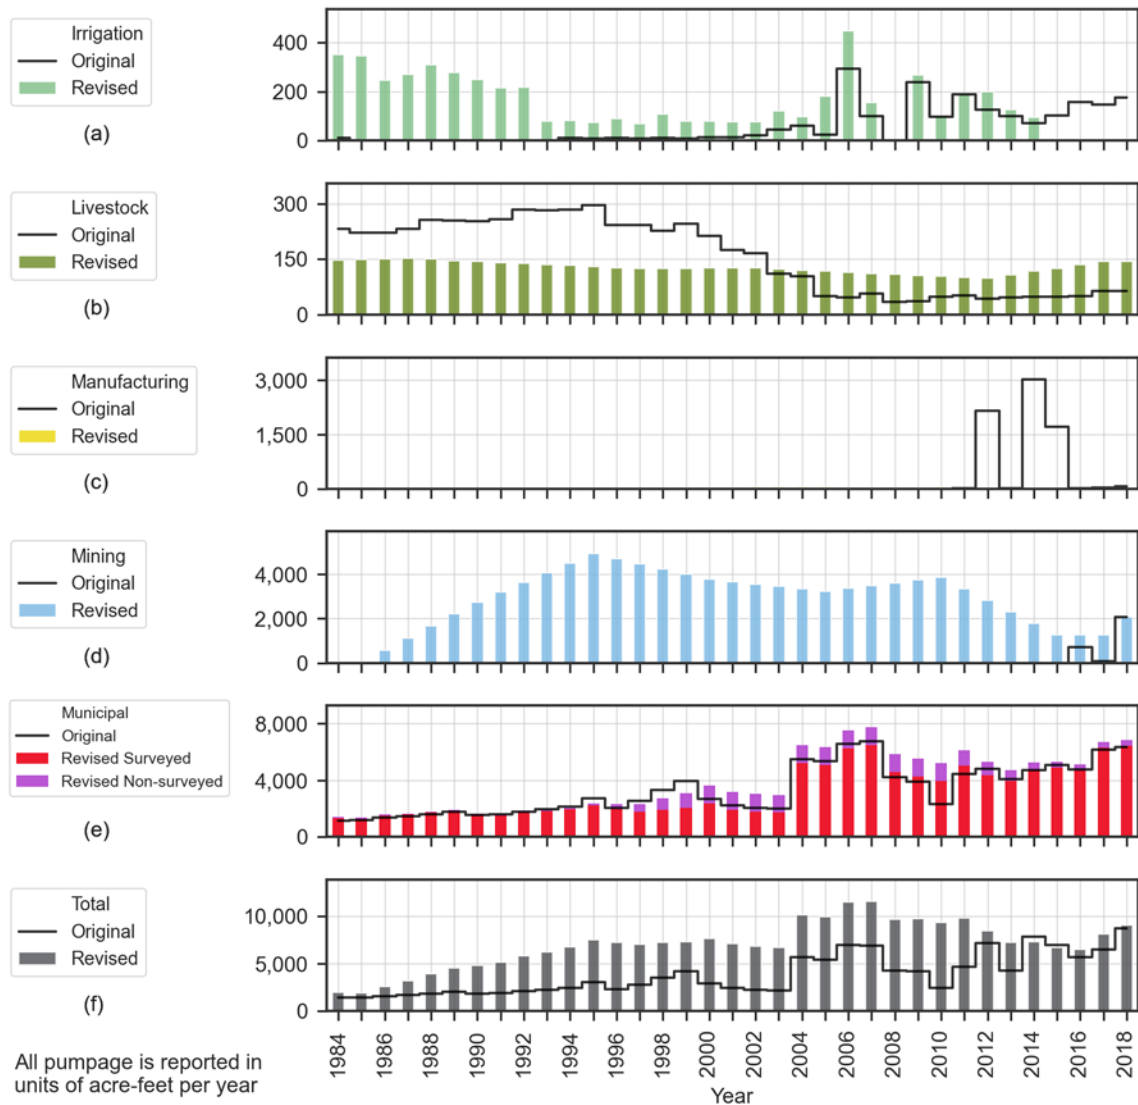 Irrigation
Original
Revised
(a)
400
200
0
Livestock
Original
Revised
(b)
300
150
0
Manufacturing
Original
Revised
(c)
3,000
1,500
0
Mining
Original
Revised
(d)
4,000
2,000
0
Municipal
Original
Revised Surveyed
Revised Non-surveyed
(e)
8,000
4,000
0
Total
Original
Revised
(f)
10,000
5,000
0
1984 1986 1988 1990 1992 1994 1996 1998 2000 2002 2004 2006 2008 2010 2012 2014 2016 2018
Year
All pumpage is reported in
units of acre-feet per year